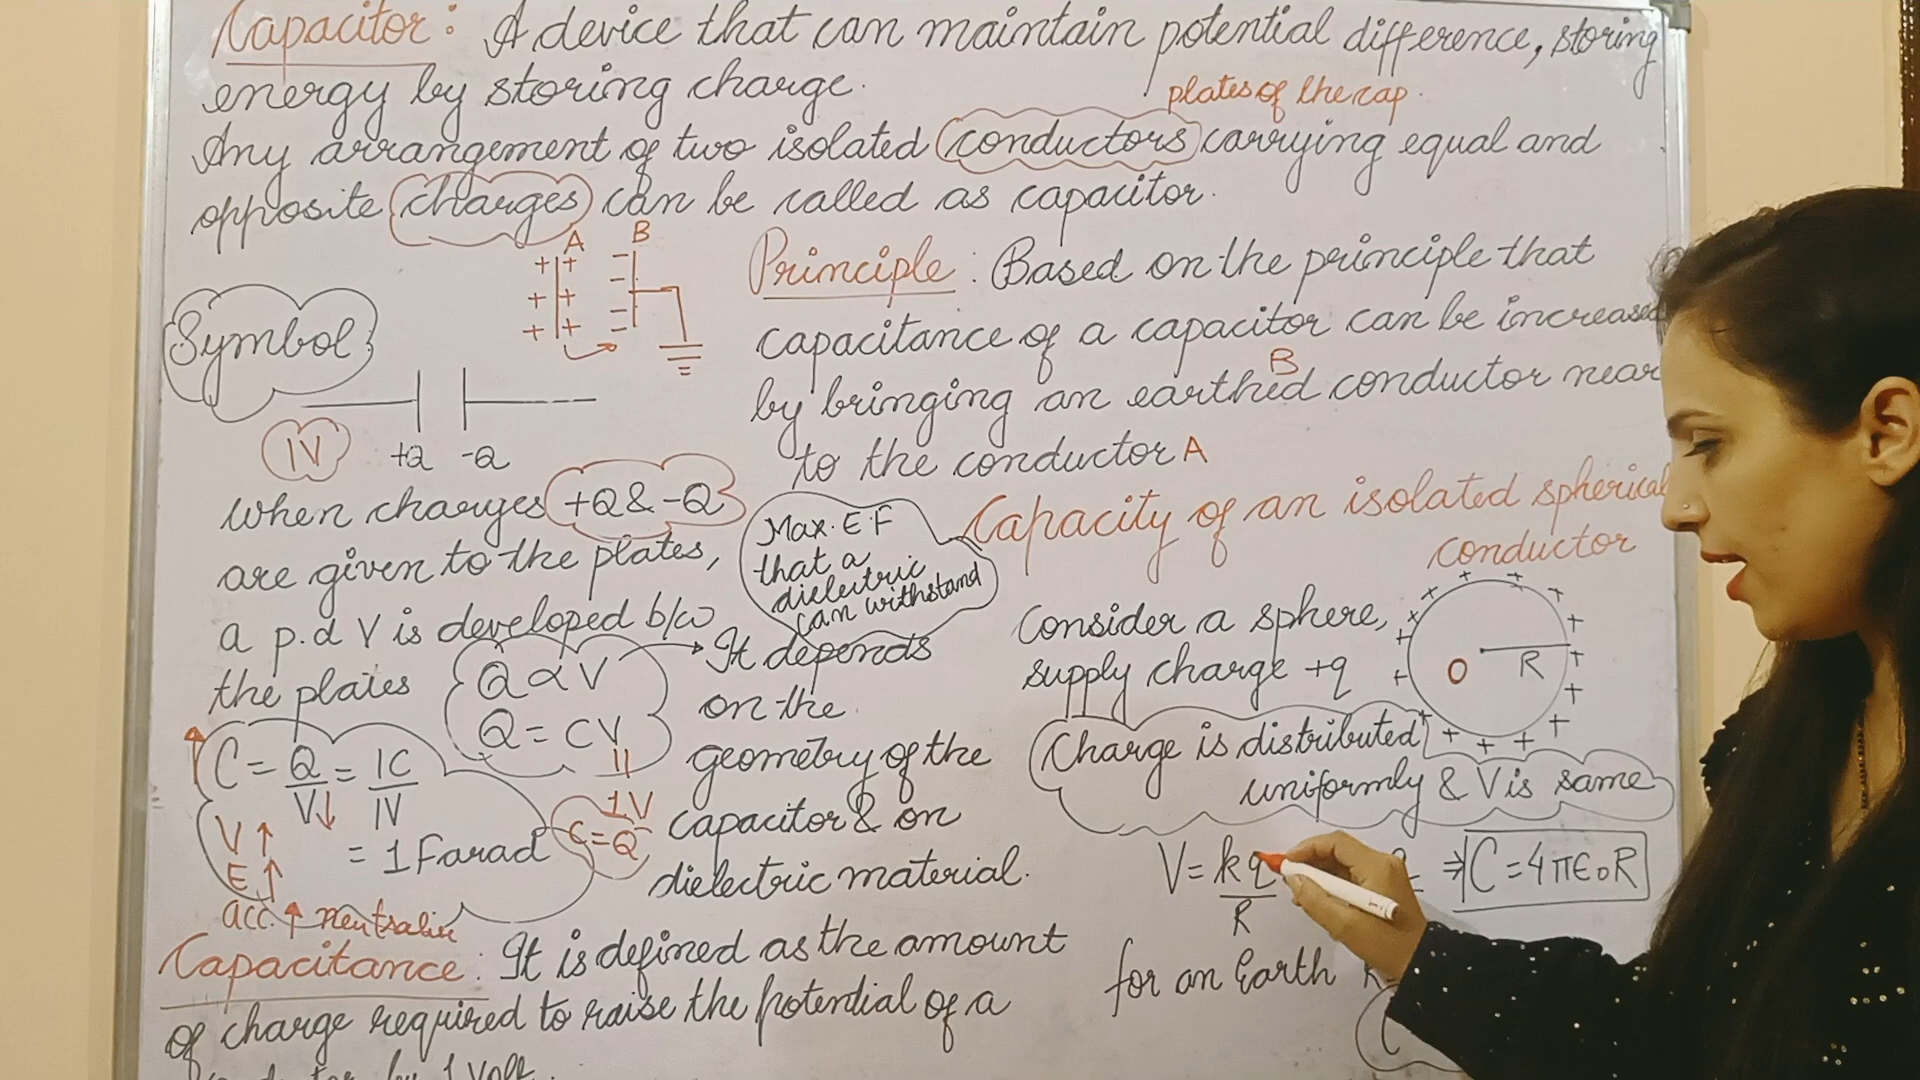 Capacitor: A device that can maintain potential difference, storing
energy by storing charge.
plates of the cap.
Any arrangement of two isolated conductors carrying equal and
opposite charges can be called as capacitor.
A B
Symbol
+Q -Q
1V
Principle: Based on the principle that
capacitance of a capacitor can be increased
B
by bringing an earthed conductor near
to the conductor A
When charges +Q & -Q
are given to the plates,
a p.d V is developed b/w
the plates
Q ∝ V
Q = CV
1V
C=Q
C = Q/V = 1C/1V
= 1 Farad
V ↑
E ↑
acc. ↑ neutralise
Max. E.F
that a
dielectric
can withstand
It depends
on the
geometry of the
capacitor & on
dielectric material.
Capacitance: It is defined as the amount
of charge required to raise the potential of a
by 1 Volt.
Capacity of an isolated spherical
conductor
Consider a sphere,
supply charge +q
O R
Charge is distributed
uniformly & V is same
V = kq/R ⇒ C = 4πε0R
for an Earth R
C